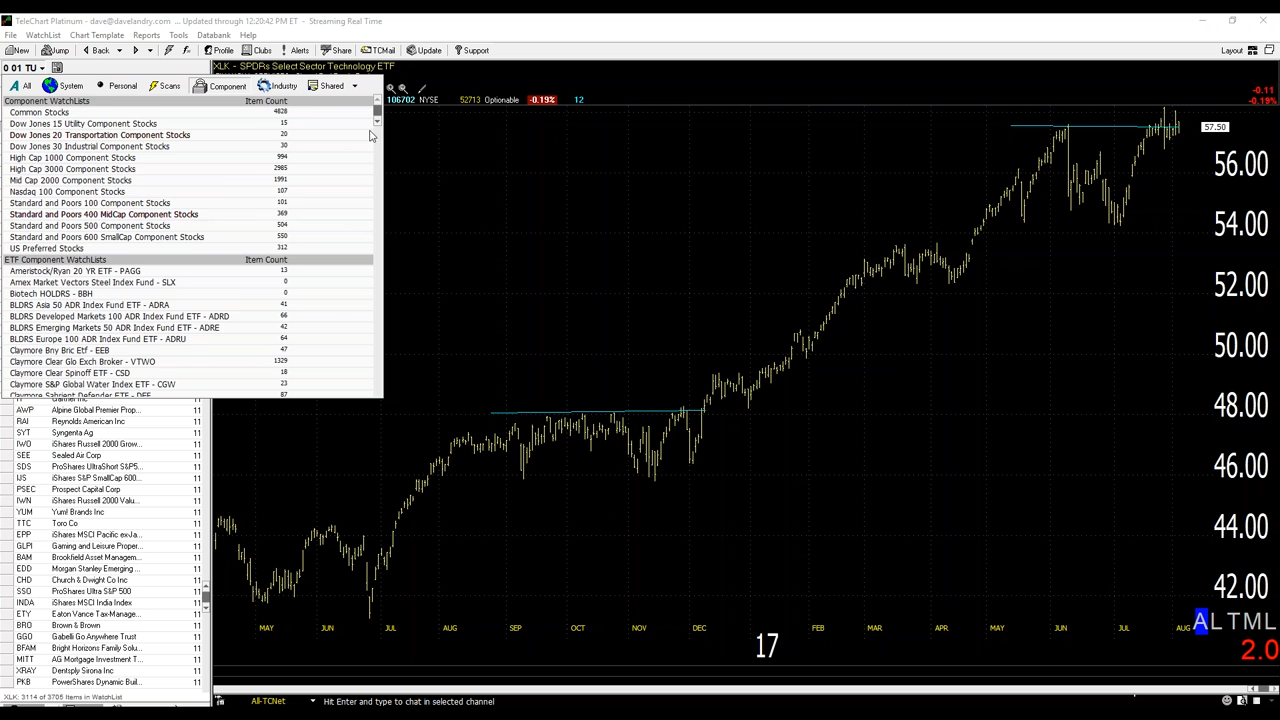 TeleChart Platinum - dave@davelandry.com ... Updated through 12:20:42 PM ET - Streaming Real Time
File WatchList Chart Template Reports Tools Databank Help
New Jump Back Profile Clubs Alerts Share TCMail Update Support Layout
0 01 TU
XLK - SPDRs Select Sector Technology ETF
All System Personal Scans Component Industry Shared
106702 NYSE 52713 Optionable -0.19% 12
-0.11
-0.19%
Component WatchLists Item Count
Common Stocks 4828
Dow Jones 15 Utility Component Stocks 15
Dow Jones 20 Transportation Component Stocks 20
Dow Jones 30 Industrial Component Stocks 30
High Cap 1000 Component Stocks 994
High Cap 3000 Component Stocks 2985
Mid Cap 2000 Component Stocks 1991
Nasdaq 100 Component Stocks 107
Standard and Poors 100 Component Stocks 101
Standard and Poors 400 MidCap Component Stocks 369
Standard and Poors 500 Component Stocks 504
Standard and Poors 600 SmallCap Component Stocks 550
US Preferred Stocks 312
ETF Component WatchLists Item Count
Ameristock/Ryan 20 YR ETF - PAGG 13
Amex Market Vectors Steel Index Fund - SLX 0
Biotech HOLDRS - BBH 0
BLDRS Asia 50 ADR Index Fund ETF - ADRA 41
BLDRS Developed Markets 100 ADR Index Fund ETF - ADRD 66
BLDRS Emerging Markets 50 ADR Index Fund ETF - ADRE 42
BLDRS Europe 100 ADR Index Fund ETF - ADRU 64
Claymore Bny Bric Etf - EEB 47
Claymore Clear Glo Exch Broker - VTWO 1329
Claymore Clear Spinoff ETF - CSD 18
Claymore S&P Global Water Index ETF - CGW 23
Claymore Sabrient Defender ETF - DEF 87
AWP Alpine Global Premier Prop... 11
RAI Reynolds American Inc 11
SYT Syngenta Ag 11
IWO iShares Russell 2000 Grow... 11
SEE Sealed Air Corp 11
SDS ProShares UltraShort S&P5... 11
IJS iShares S&P SmallCap 600... 11
PSEC Prospect Capital Corp 11
IWN iShares Russell 2000 Valu... 11
YUM Yum! Brands Inc 11
TTC Toro Co 11
EPP iShares MSCI Pacific ex-Ja... 11
GLPI Gaming and Leisure Proper... 11
BAM Brookfield Asset Managem... 11
EDD Morgan Stanley Emerging... 11
CHD Church & Dwight Co Inc 11
SSO ProShares Ultra S&P 500 11
INDA iShares MSCI India Index 11
ETY Eaton Vance Tax-Manage... 11
BRO Brown & Brown 11
GGO Gabelli Go Anywhere Trust 11
BFAM Bright Horizons Family Solu... 11
MITT AG Mortgage Investment T... 11
XRAY Dentsply Sirona Inc 11
PKB PowerShares Dynamic Buil... 11
XLK: 3114 of 3705 Items in WatchList
57.50
56.00
54.00
52.00
50.00
48.00
46.00
44.00
42.00
MAY JUN JUL AUG SEP OCT NOV DEC 17 FEB MAR APR MAY JUN JUL AUG
ALTML
2.0
All-TCNet Hit Enter and type to chat in selected channel